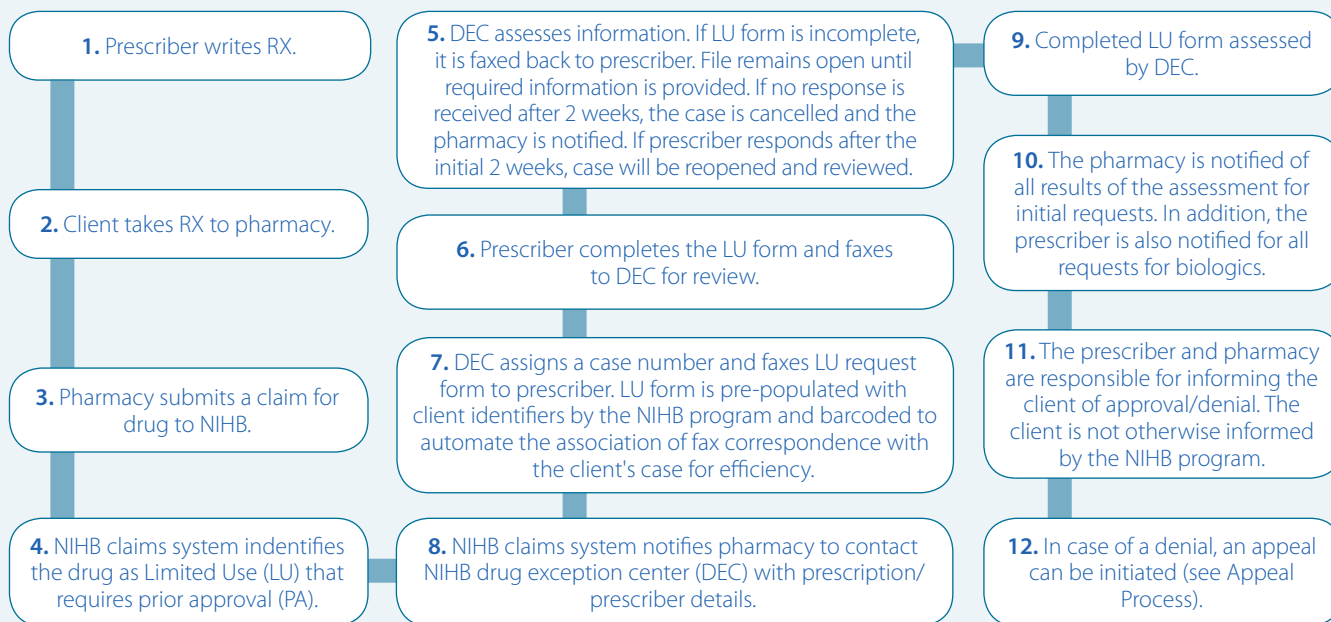 1. Prescriber writes RX.
2. Client takes RX to pharmacy.
3. Pharmacy submits a claim for
drug to NIHB.
4. NIHB claims system indentifies
the drug as Limited Use (LU) that
requires prior approval (PA).
5. DEC assesses information. If LU form is incomplete,
it is faxed back to prescriber. File remains open until
required information is provided. If no response is
received after 2 weeks, the case is cancelled and the
pharmacy is notified. If prescriber responds after the
initial 2 weeks, case will be reopened and reviewed.
6. Prescriber completes the LU form and faxes
to DEC for review.
7. DEC assigns a case number and faxes LU request
form to prescriber. LU form is pre-populated with
client identifiers by the NIHB program and barcoded to
automate the association of fax correspondence with
the client's case for efficiency.
8. NIHB claims system notifies pharmacy to contact
NIHB drug exception center (DEC) with prescription/
prescriber details.
9. Completed LU form assessed
by DEC.
10. The pharmacy is notified of
all results of the assessment for
initial requests. In addition, the
prescriber is also notified for all
requests for biologics.
11. The prescriber and pharmacy
are responsible for informing the
client of approval/denial. The
client is not otherwise informed
by the NIHB program.
12. In case of a denial, an appeal
can be initiated (see Appeal
Process).